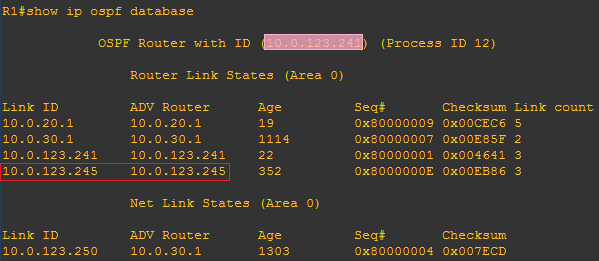 R1#show ip ospf database
OSPF Router with ID (10.0.123.241) (Process ID 12)
Router Link States (Area 0)
Link ID ADV Router Age Seq# Checksum Link count
10.0.20.1 10.0.20.1 19 0x80000009 0x00CEC6 5
10.0.30.1 10.0.30.1 1114 0x80000007 0x00E85F 2
10.0.123.241 10.0.123.241 22 0x80000001 0x004641 3
10.0.123.245 10.0.123.245 352 0x8000000E 0x00EB86 3
Net Link States (Area 0)
Link ID ADV Router Age Seq# Checksum
10.0.123.250 10.0.30.1 1303 0x80000004 0x007ECD